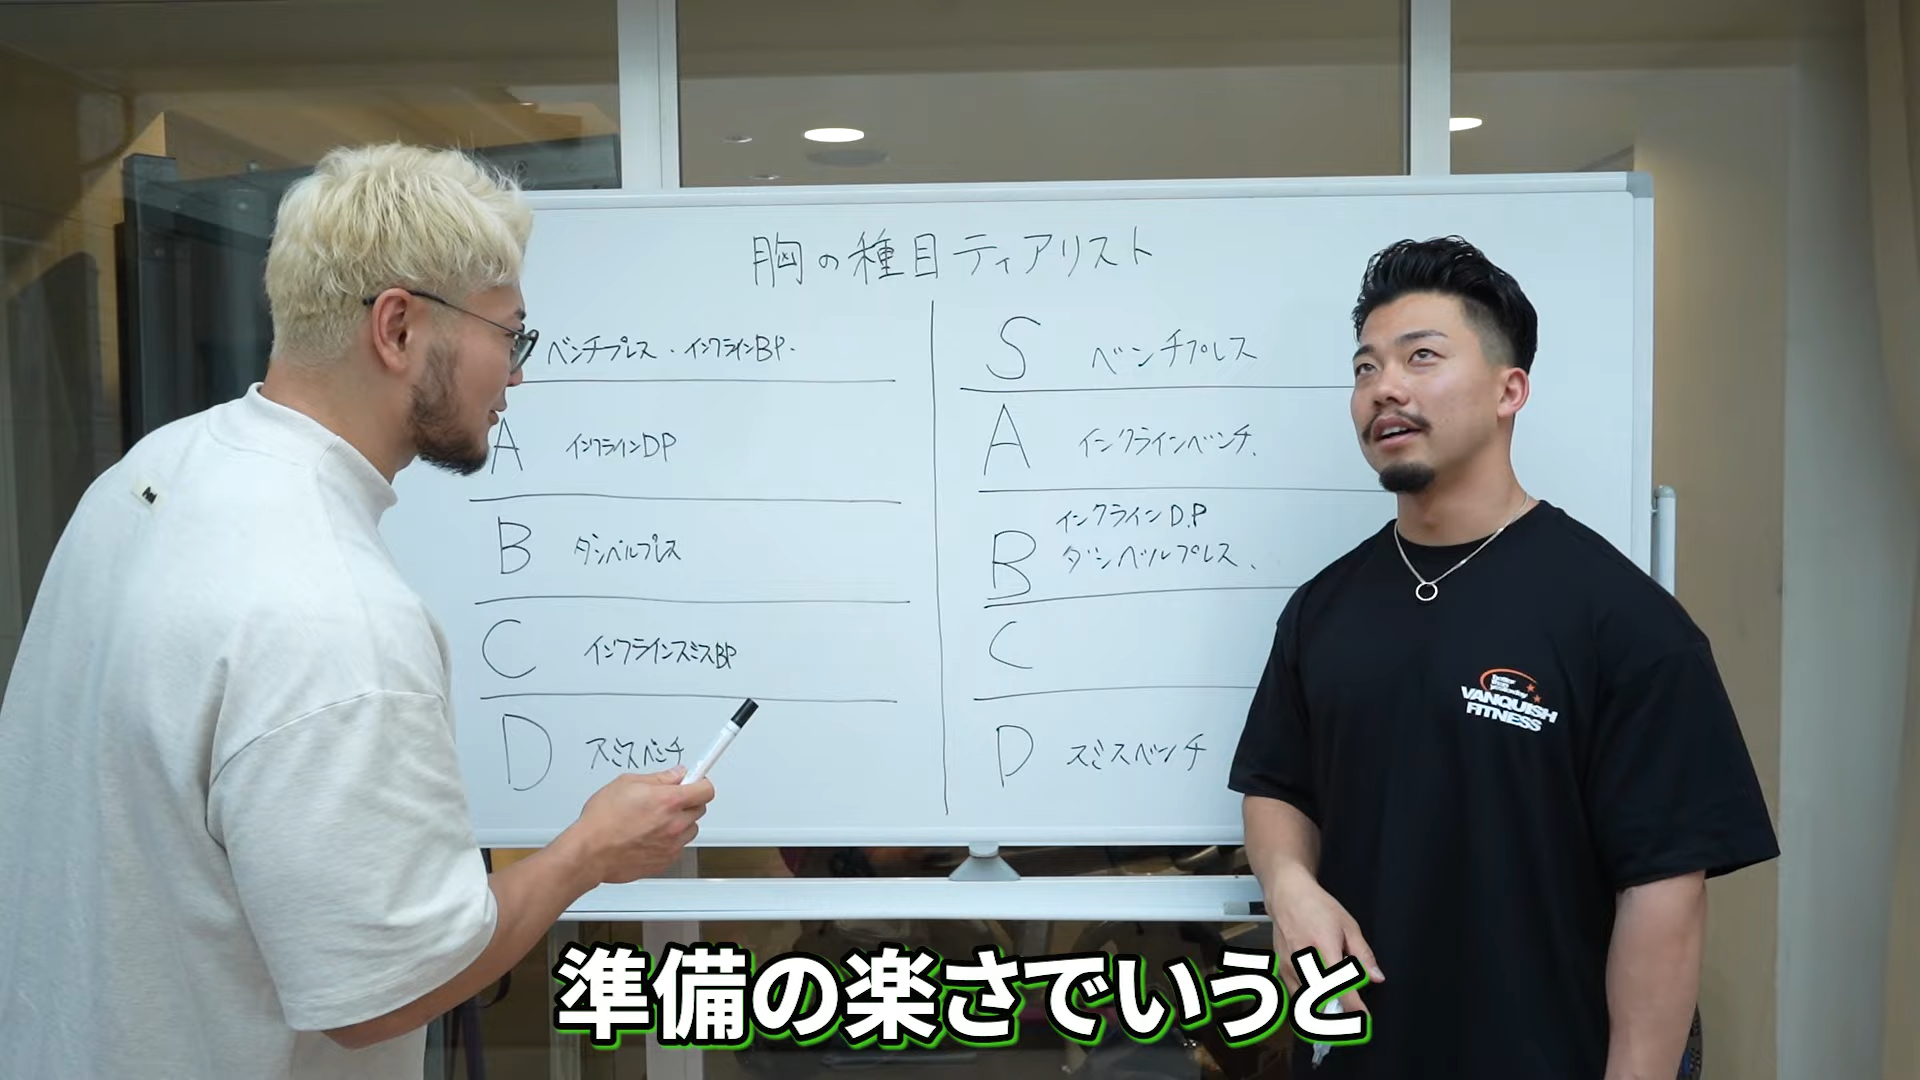 胸の種目ティアリスト
ベンチプレス・インクラインBP.
A インクラインDP
B ダンベルプレス
C インクラインスミスBP
D スミスベンチ
S ベンチプレス
A インクラインベンチ、
B インクラインD.P
ダンベルプレス、
C
D スミスベンチ
VANQUISH
FITNESS
準備の楽さでいうと